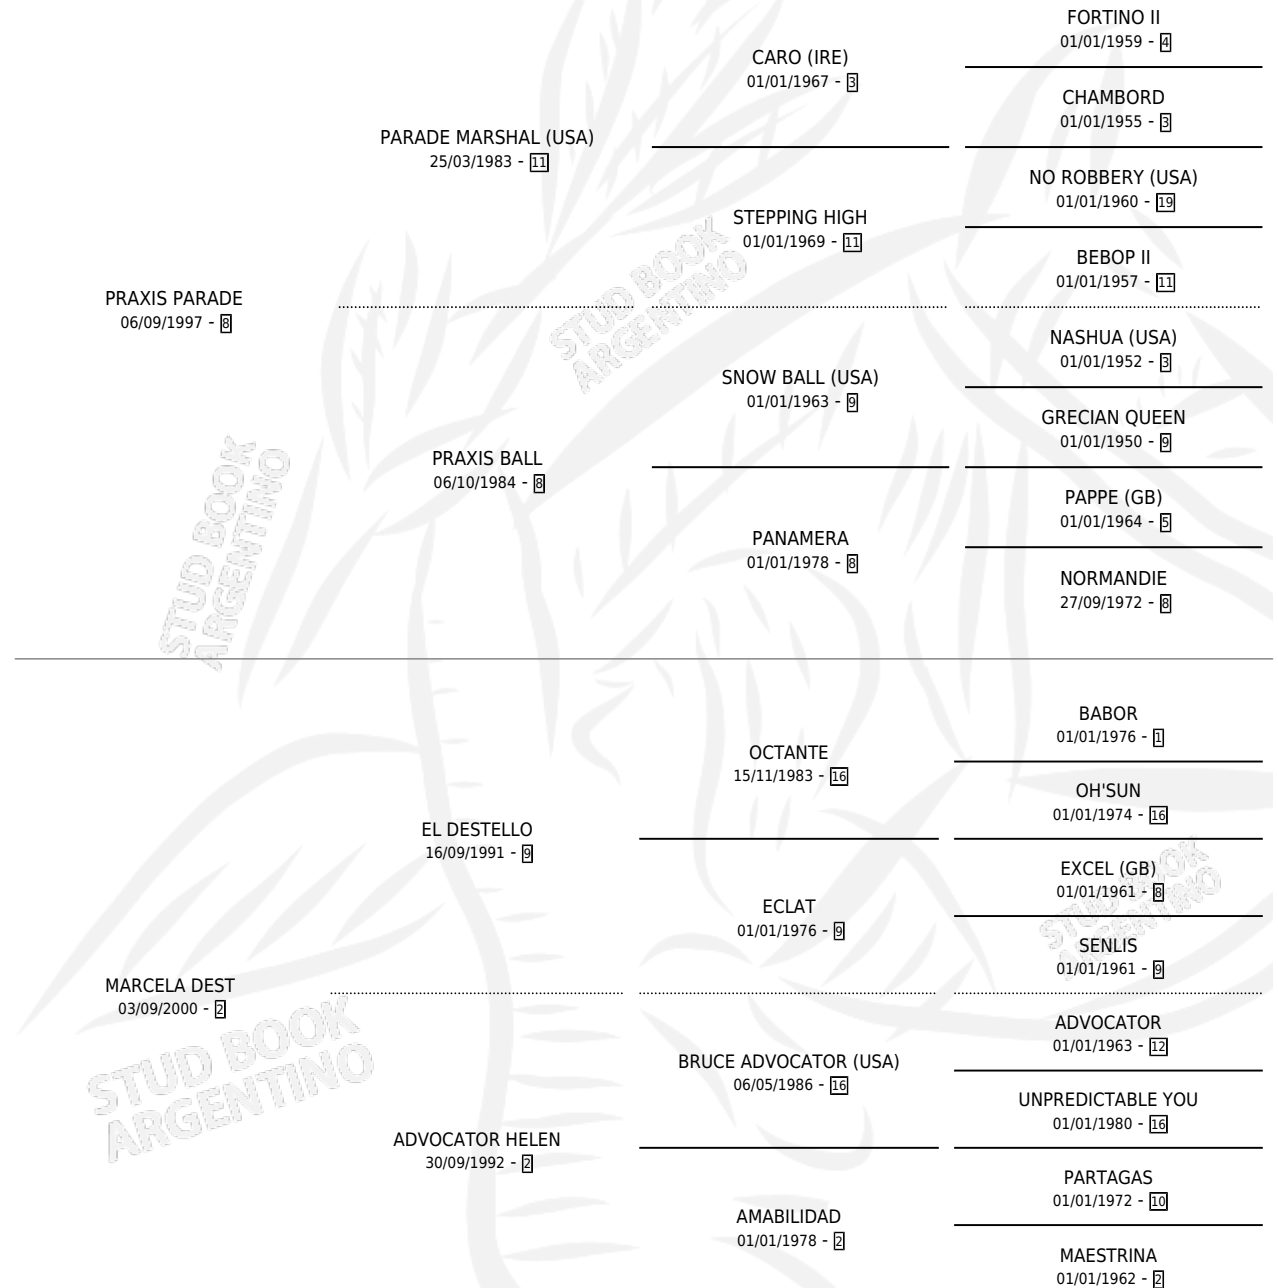 FORTINO II
01/01/1959 - 4
CARO (IRE)
01/01/1967 - 3
CHAMBORD
01/01/1955 - 3
PARADE MARSHAL (USA)
25/03/1983 - 11
NO ROBBERY (USA)
01/01/1960 - 19
STEPPING HIGH
01/01/1969 - 11
BEBOP II
01/01/1957 - 11
PRAXIS PARADE
06/09/1997 - 8
STUD BOOK
ARGENTINO
NASHUA (USA)
01/01/1952 - 3
SNOW BALL (USA)
01/01/1963 - 9
GRECIAN QUEEN
01/01/1950 - 9
PRAXIS BALL
06/10/1984 - 8
PAPPE (GB)
01/01/1964 - 5
PANAMERA
01/01/1978 - 8
NORMANDIE
27/09/1972 - 8
STUD BOOK
ARGENTINO
BABOR
01/01/1976 - 1
OCTANTE
15/11/1983 - 16
OH'SUN
01/01/1974 - 16
EL DESTELLO
16/09/1991 - 9
EXCEL (GB)
01/01/1961 - 8
ECLAT
01/01/1976 - 9
SENLIS
01/01/1961 - 9
STUD BOOK
ARGENTINO
MARCELA DEST
03/09/2000 - 2
STUD BOOK
ARGENTINO
ADVOCATOR
01/01/1963 - 12
BRUCE ADVOCATOR (USA)
06/05/1986 - 16
UNPREDICTABLE YOU
01/01/1980 - 16
ADVOCATOR HELEN
30/09/1992 - 2
PARTAGAS
01/01/1972 - 10
AMABILIDAD
01/01/1978 - 2
MAESTRINA
01/01/1962 - 2